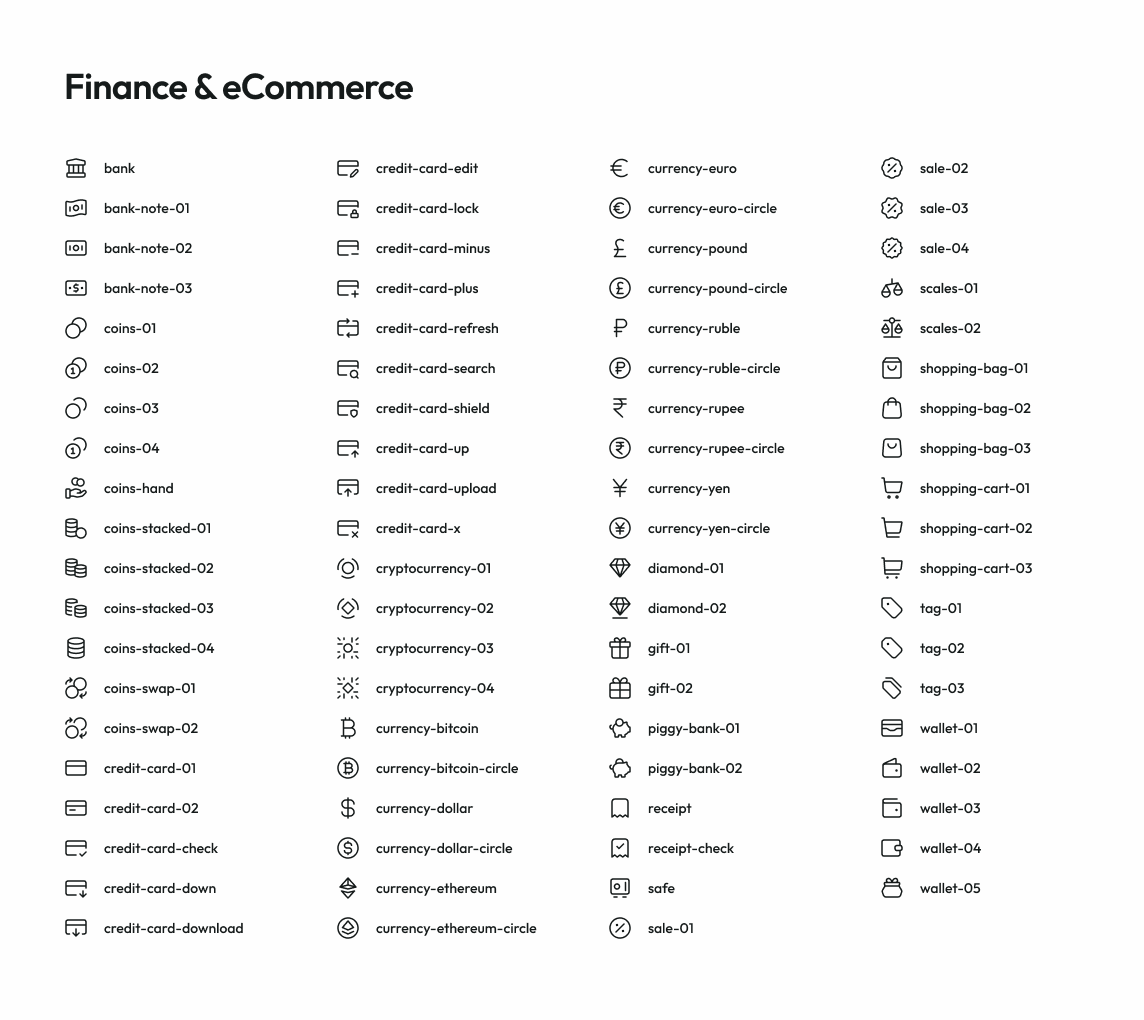 Finance & eCommerce
bank
bank-note-01
bank-note-02
bank-note-03
coins-01
coins-02
coins-03
coins-04
coins-hand
coins-stacked-01
coins-stacked-02
coins-stacked-03
coins-stacked-04
coins-swap-01
coins-swap-02
credit-card-01
credit-card-02
credit-card-check
credit-card-down
credit-card-download
credit-card-edit
credit-card-lock
credit-card-minus
credit-card-plus
credit-card-refresh
credit-card-search
credit-card-shield
credit-card-up
credit-card-upload
credit-card-x
cryptocurrency-01
cryptocurrency-02
cryptocurrency-03
cryptocurrency-04
currency-bitcoin
currency-bitcoin-circle
currency-dollar
currency-dollar-circle
currency-ethereum
currency-ethereum-circle
currency-euro
currency-euro-circle
currency-pound
currency-pound-circle
currency-ruble
currency-ruble-circle
currency-rupee
currency-rupee-circle
currency-yen
currency-yen-circle
diamond-01
diamond-02
gift-01
gift-02
piggy-bank-01
piggy-bank-02
receipt
receipt-check
safe
sale-01
sale-02
sale-03
sale-04
scales-01
scales-02
shopping-bag-01
shopping-bag-02
shopping-bag-03
shopping-cart-01
shopping-cart-02
shopping-cart-03
tag-01
tag-02
tag-03
wallet-01
wallet-02
wallet-03
wallet-04
wallet-05